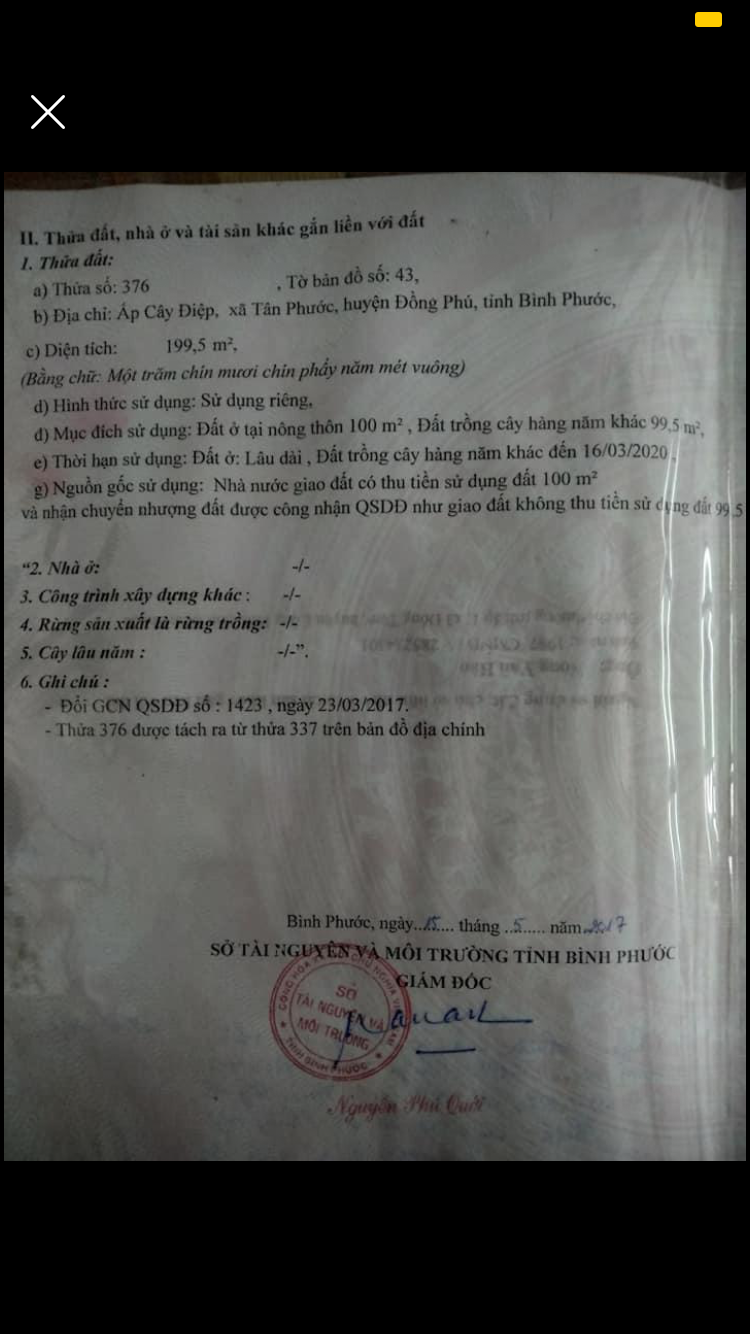 II. Thửa đất, nhà ở và tài sản khác gắn liền với đất
1. Thửa đất:
a) Thửa số: 376 , Tờ bản đồ số: 43,
b) Địa chỉ: Ấp Cây Điệp, xã Tân Phước, huyện Đồng Phú, tỉnh Bình Phước,
c) Diện tích: 199,5 m²,
(Bằng chữ: Một trăm chín mươi chín phẩy năm mét vuông)
d) Hình thức sử dụng: Sử dụng riêng,
đ) Mục đích sử dụng: Đất ở tại nông thôn 100 m² , Đất trồng cây hàng năm khác 99,5 m²,
e) Thời hạn sử dụng: Đất ở: Lâu dài , Đất trồng cây hàng năm khác đến 16/03/2020 ,
g) Nguồn gốc sử dụng: Nhà nước giao đất có thu tiền sử dụng đất 100 m²
và nhận chuyển nhượng đất được công nhận QSDĐ như giao đất không thu tiền sử dụng đất 99,5
“2. Nhà ở: -/-
3. Công trình xây dựng khác : -/-
4. Rừng sản xuất là rừng trồng: -/-
5. Cây lâu năm : -/-”.
6. Ghi chú :
- Đổi GCN QSDĐ số : 1423 , ngày 23/03/2017.
- Thửa 376 được tách ra từ thửa 337 trên bản đồ địa chính
Bình Phước, ngày..15.... tháng ..5..... năm..2017
SỞ TÀI NGUYÊN VÀ MÔI TRƯỜNG TỈNH BÌNH PHƯỚC
GIÁM ĐỐC
SỞ
TÀI NGUYÊN VÀ
MÔI TRƯỜNG
TỈNH BÌNH PHƯỚC
Nguyễn Phú Quới